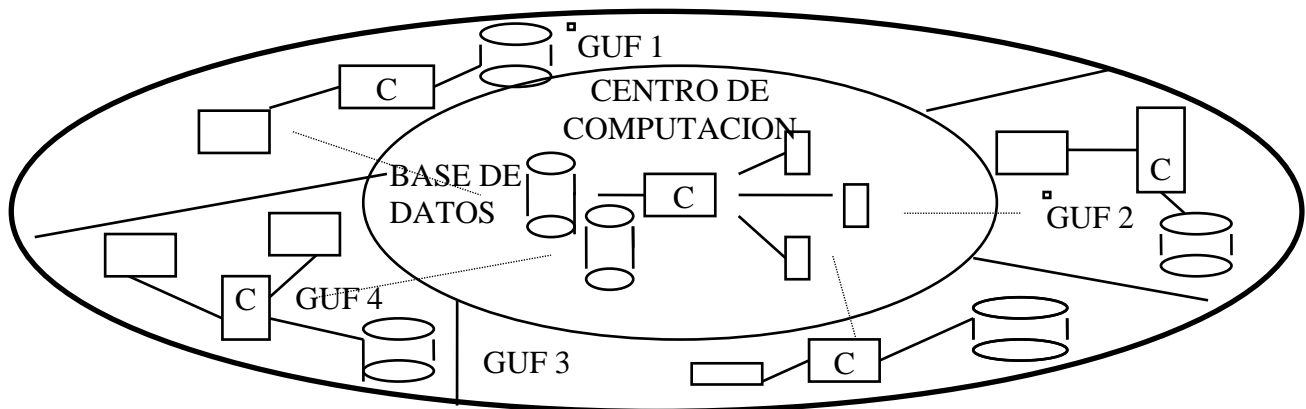 GUF 1
C
CENTRO DE
COMPUTACION
BASE DE
DATOS
C
C
GUF 2
C
GUF 4
GUF 3
C